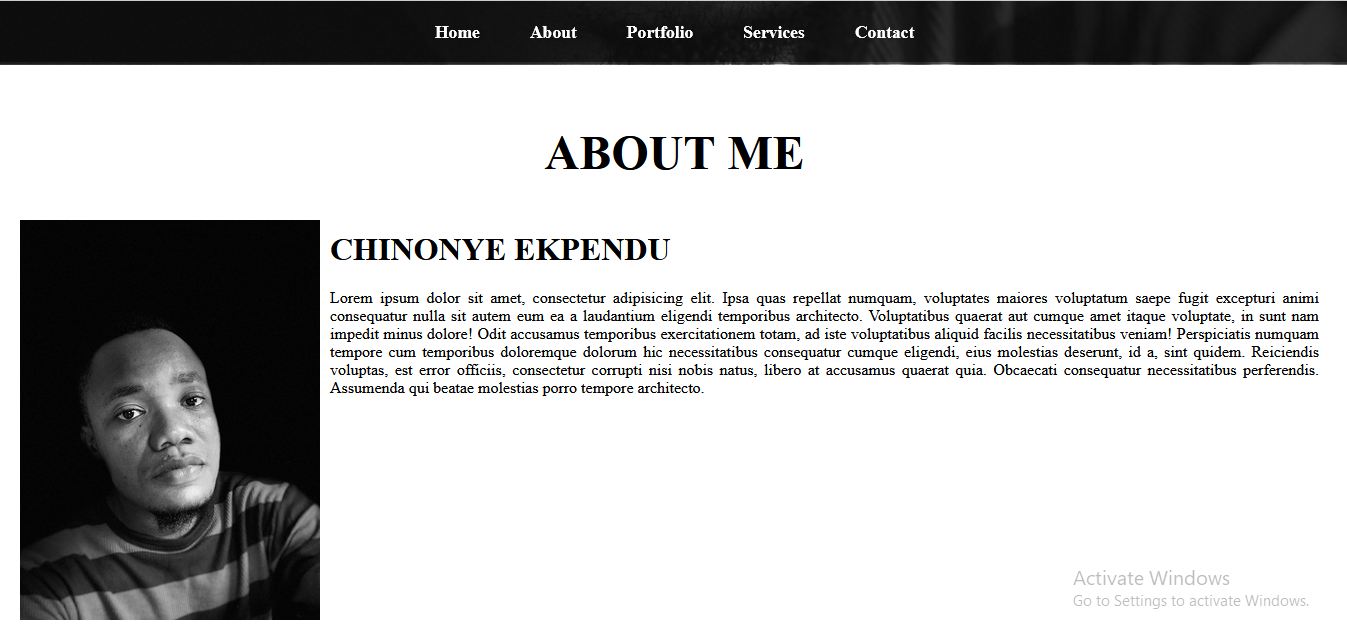 Home About Portfolio Services Contact
ABOUT ME
CHINONYE EKPENDU
Lorem ipsum dolor sit amet, consectetur adipisicing elit. Ipsa quas repellat numquam, voluptates maiores voluptatum saepe fugit excepturi animi
consequatur nulla sit autem eum ea a laudantium eligendi temporibus architecto. Voluptatibus quaerat aut cumque amet itaque voluptate, in sunt nam
impedit minus dolore! Odit accusamus temporibus exercitationem totam, ad iste voluptatibus aliquid facilis necessitatibus veniam! Perspiciatis numquam
tempore cum temporibus doloremque dolorum hic necessitatibus consequatur cumque eligendi, eius molestias deserunt, id a, sint quidem. Reiciendis
voluptas, est error officiis, consectetur corrupti nisi nobis natus, libero at accusamus quaerat quia. Obcaecati consequatur necessitatibus perferendis.
Assumenda qui beatae molestias porro tempore architecto.
Activate Windows
Go to Settings to activate Windows.